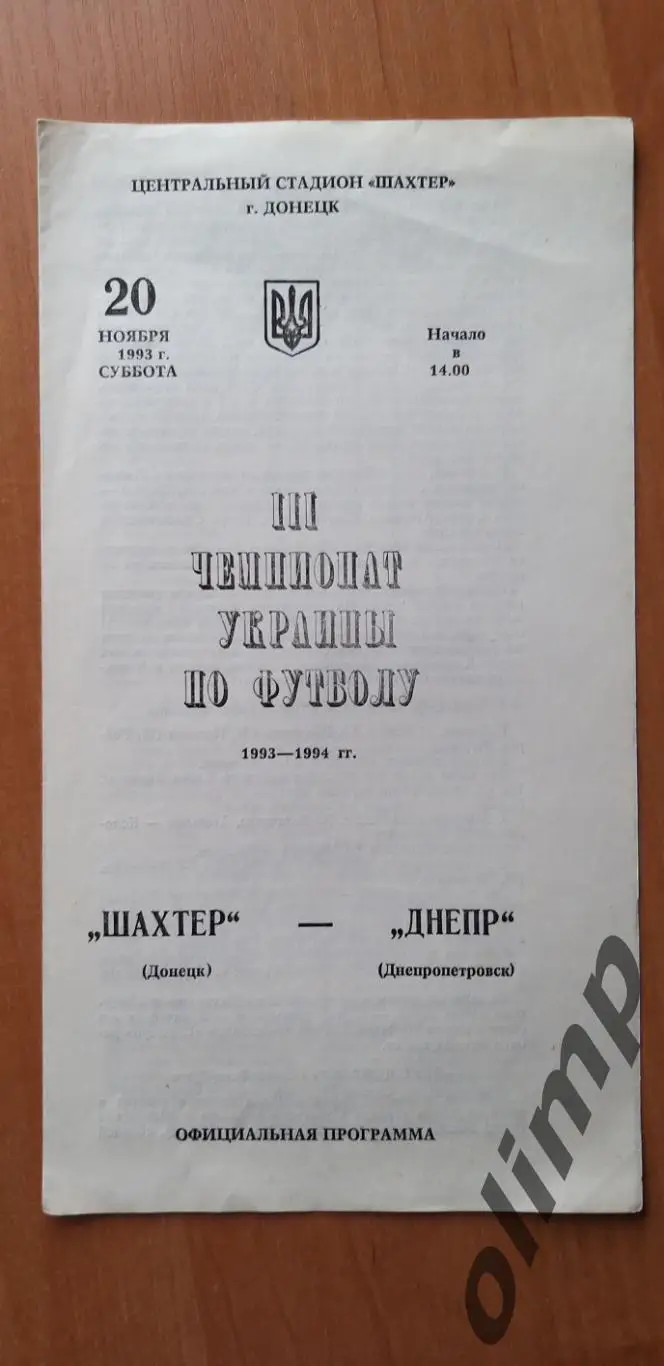 ЦЕНТРАЛЬНЫЙ СТАДИОН «ШАХТЕР»
г. ДОНЕЦК
20
НОЯБРЯ
1993 г.
СУББОТА
Начало
в
14.00
III
ЧЕМПИОНАТ
УКРАИНЫ
ПО ФУТБОЛУ
1993—1994 гг.
„ШАХТЕР“ — „ДНЕПР“
(Донецк) (Днепропетровск)
ОФИЦИАЛЬНАЯ ПРОГРАММА
olimp